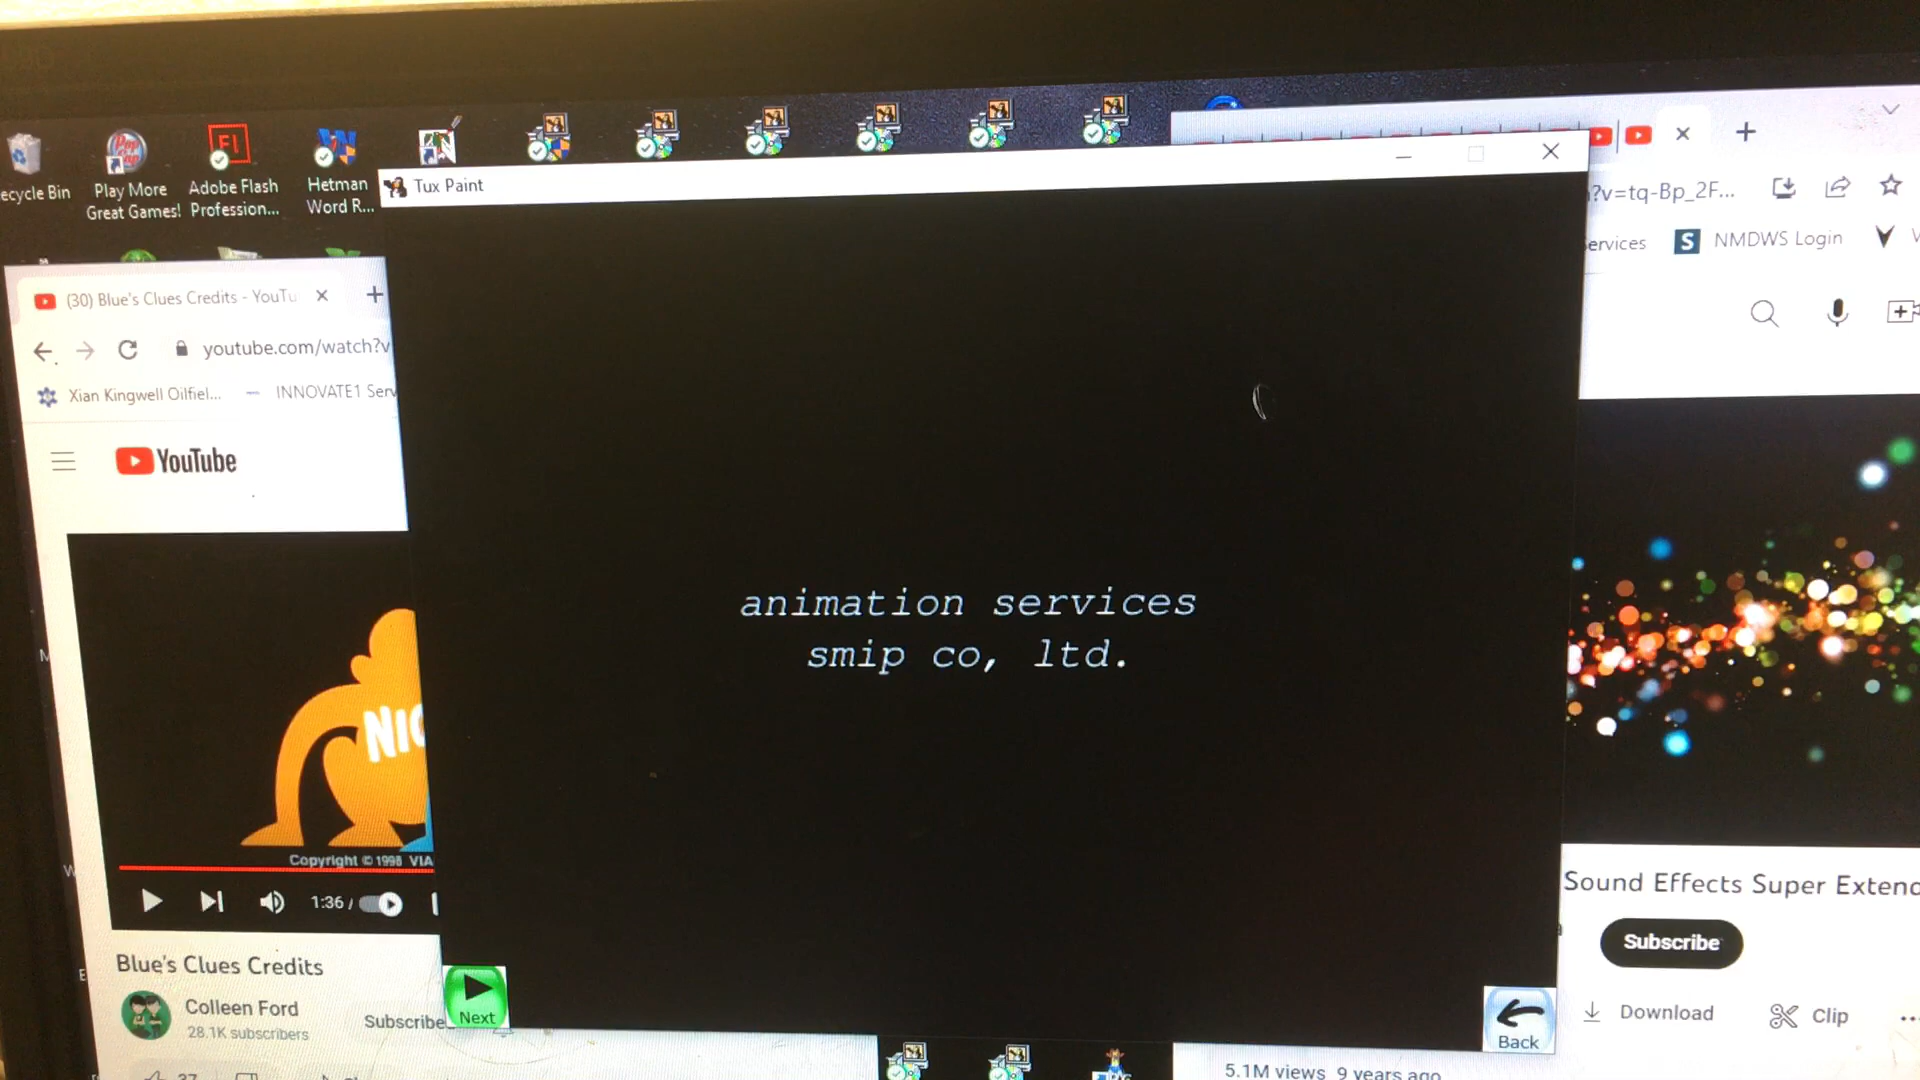 ecycle Bin
Play More
Great Games!
Adobe Flash
Profession...
Hetman
Word R...
Tux Paint
?v=tq-Bp_2F...
ervices
NMDWS Login
(30) Blue's Clues Credits - YouTu
youtube.com/watch?v
Xian Kingwell Oilfiel...
INNOVATE1 Serv
YouTube
animation services
smip co, ltd.
NIC
Copyright © 1998 VIA
1:36 /
Blue's Clues Credits
Colleen Ford
28.1K subscribers
Subscribe
Next
Back
Sound Effects Super Extend
Subscribe
Download
Clip
37
5.1M views 9 years ago